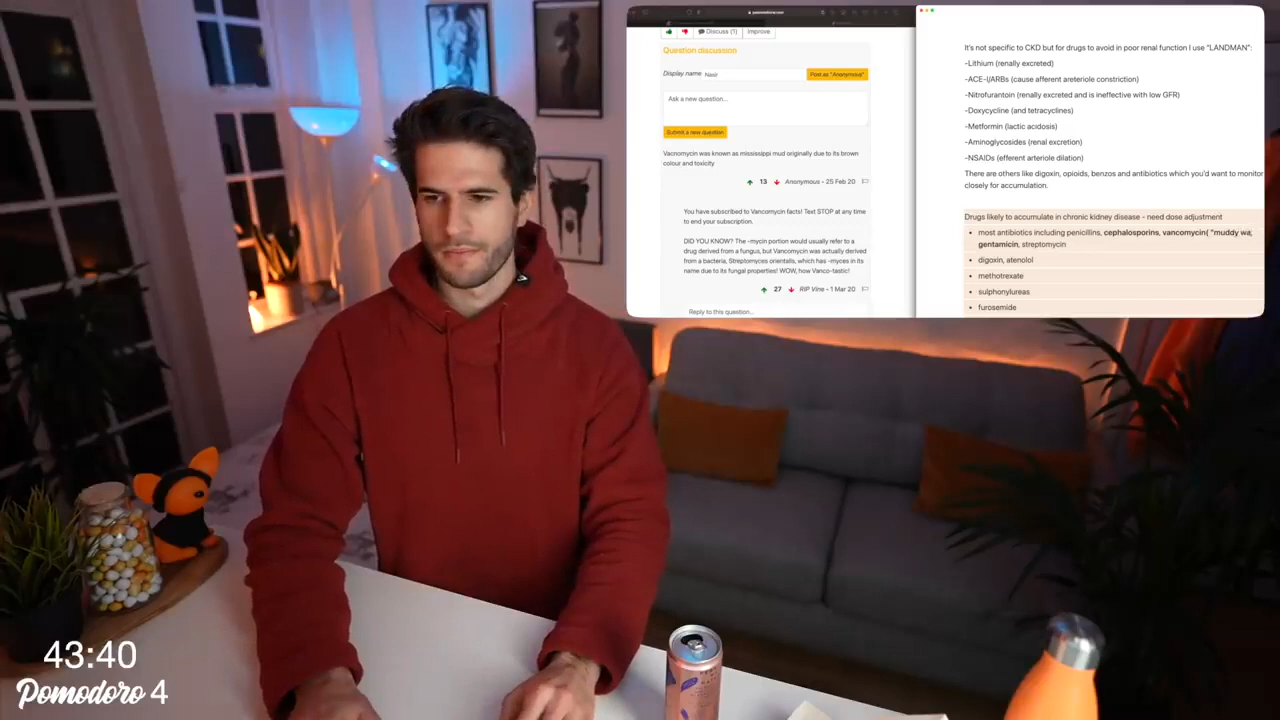 passmedicine.com
Discuss (1)
Improve
Question discussion
Display name
Nasir
Post as "Anonymous"
Ask a new question...
Submit a new question
Vacnomycin was known as mississippi mud originally due to its brown
colour and toxicity
13
Anonymous - 25 Feb 20
You have subscribed to Vancomycin facts! Text STOP at any time
to end your subscription.
DID YOU KNOW? The -mycin portion would usually refer to a
drug derived from a fungus, but Vancomycin was actually derived
from a bacteria, Streptomyces orientalis, which has -myces in its
name due to its fungal properties! WOW, how Vanco-tastic!
27
RIP Vine - 1 Mar 20
Reply to this question...
It's not specific to CKD but for drugs to avoid in poor renal function I use "LANDMAN":
-Lithium (renally excreted)
-ACE-I/ARBs (cause afferent areteriole constriction)
-Nitrofurantoin (renally excreted and is ineffective with low GFR)
-Doxycycline (and tetracyclines)
-Metformin (lactic acidosis)
-Aminoglycosides (renal excretion)
-NSAIDs (efferent arteriole dilation)
There are others like digoxin, opioids, benzos and antibiotics which you'd want to monitor
closely for accumulation.
Drugs likely to accumulate in chronic kidney disease - need dose adjustment
• most antibiotics including penicillins, cephalosporins, vancomycin( "muddy wa;
gentamicin, streptomycin
• digoxin, atenolol
• methotrexate
• sulphonylureas
• furosemide
43:40
Pomodoro 4